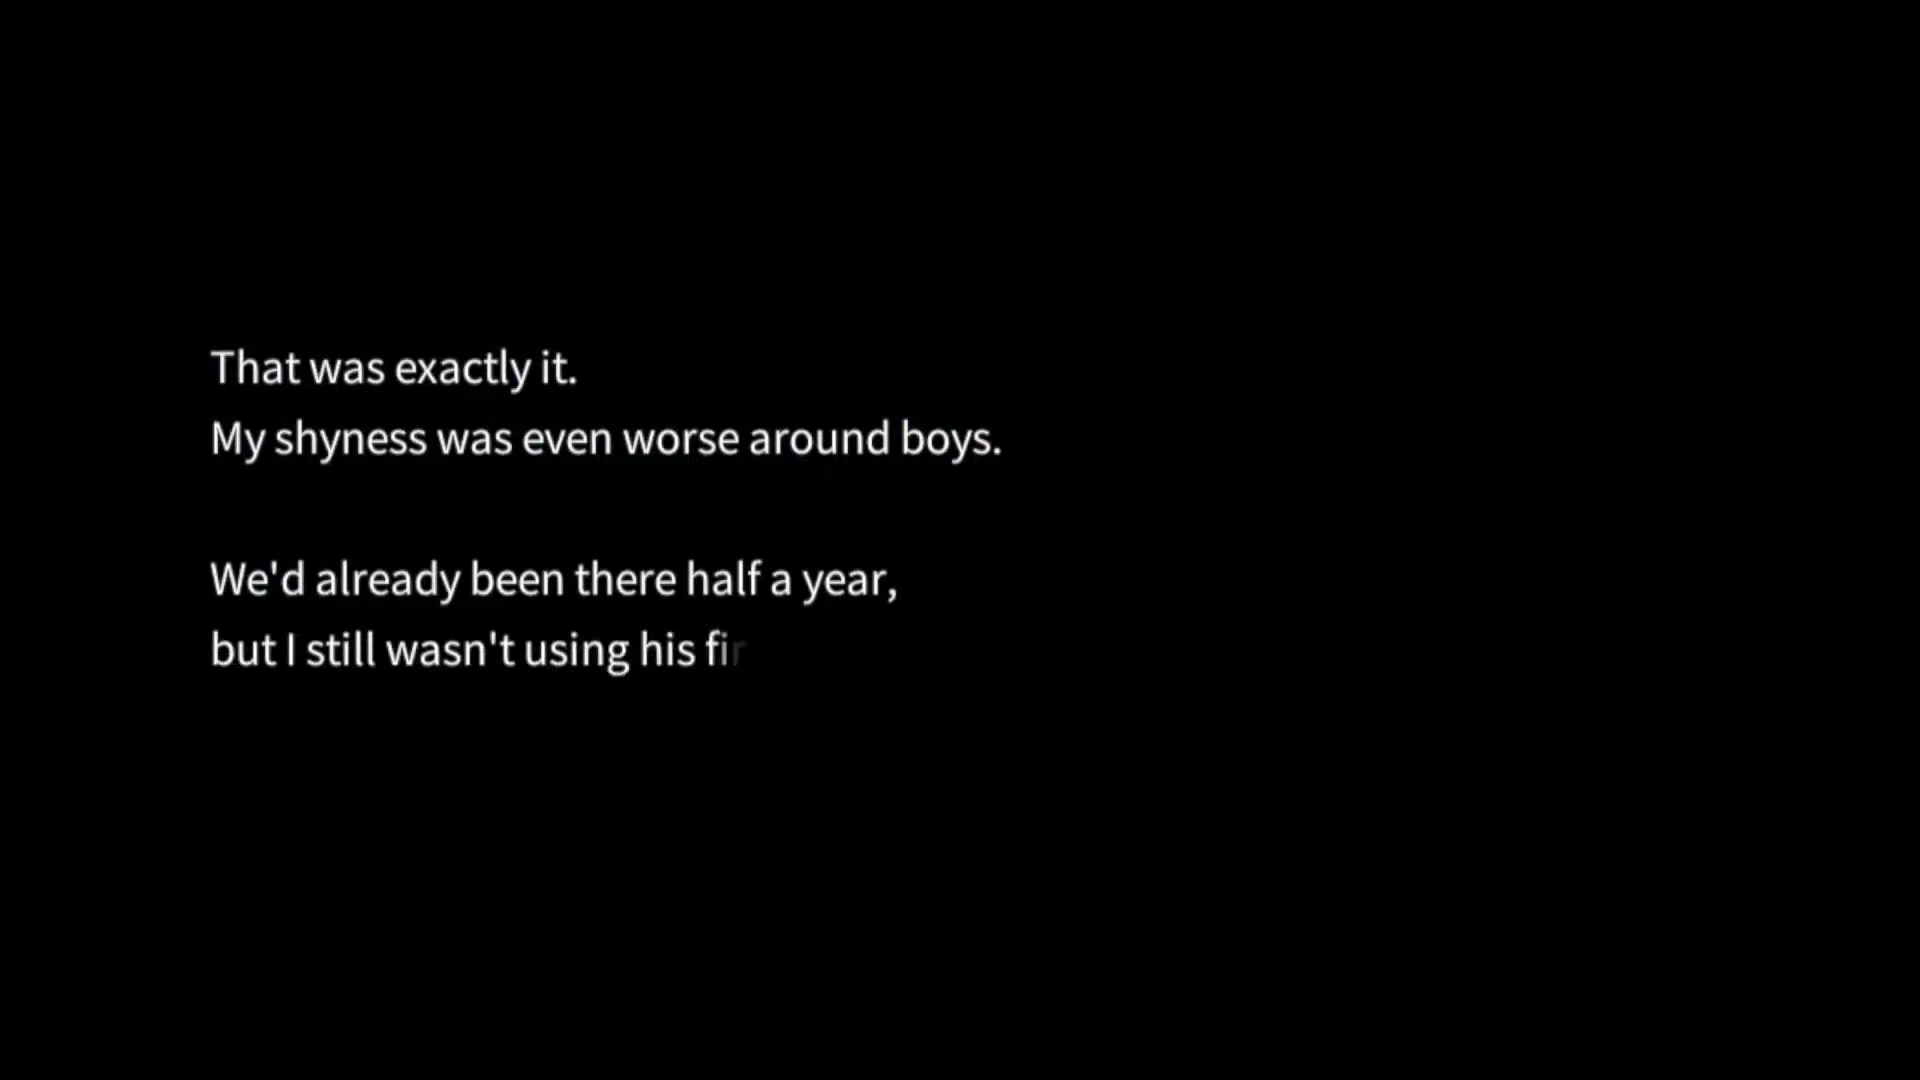 That was exactly it.
My shyness was even worse around boys.
We'd already been there half a year,
but I still wasn't using his fir